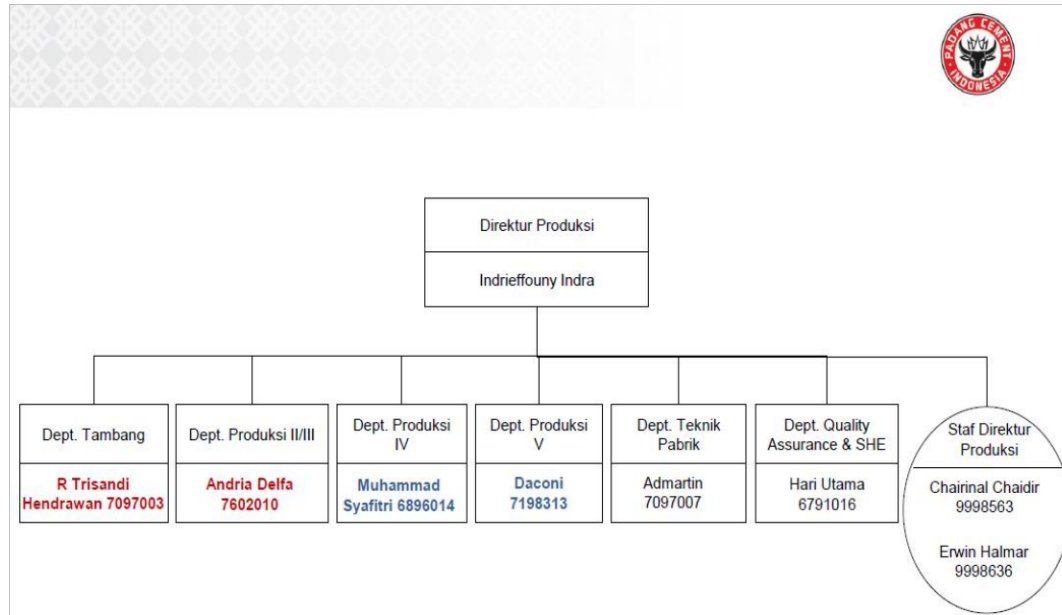 PADANG CEMENT
INDONESIA
Direktur Produksi
Indrieffouny Indra
Dept. Tambang
R Trisandi
Hendrawan 7097003
Dept. Produksi II/III
Andria Delfa
7602010
Dept. Produksi
IV
Muhammad
Syafitri 6896014
Dept. Produksi
V
Daconi
7198313
Dept. Teknik
Pabrik
Admartin
7097007
Dept. Quality
Assurance & SHE
Hari Utama
6791016
Staf Direktur
Produksi
Chairinal Chaidir
9998563
Erwin Halmar
9998636